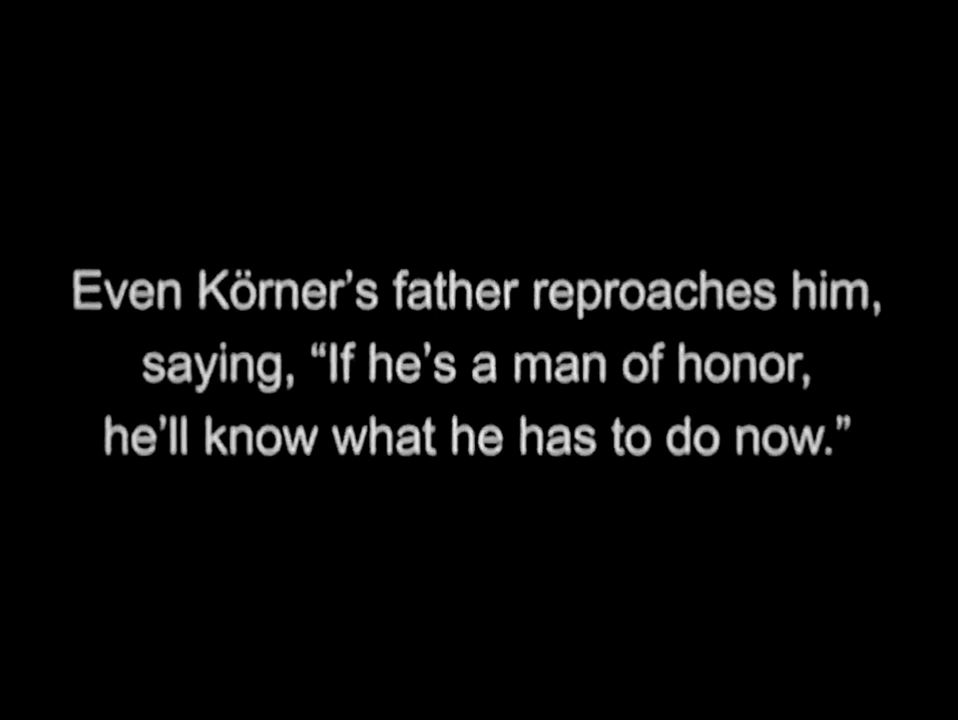 Even Körner’s father reproaches him,
saying, “If he’s a man of honor,
he’ll know what he has to do now.”